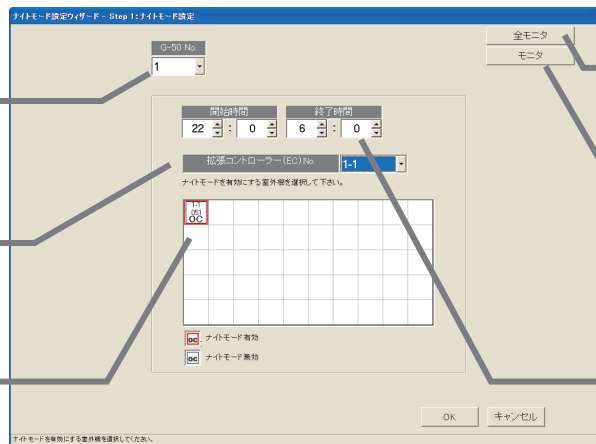 ナイトモード設定ウィザード - Step 1:ナイトモード設定
全モニタ
モニタ
G-50 No.
1
開始時間 終了時間
22 : 0 6 : 0
拡張コントローラー(EC)No. 1-1
ナイトモードを有効にする室外機を選択して下さい。
1-1
051
OC
OC ナイトモード有効
OC ナイトモード無効
OK キャンセル
ナイトモードを有効にする室外機を選択してください。